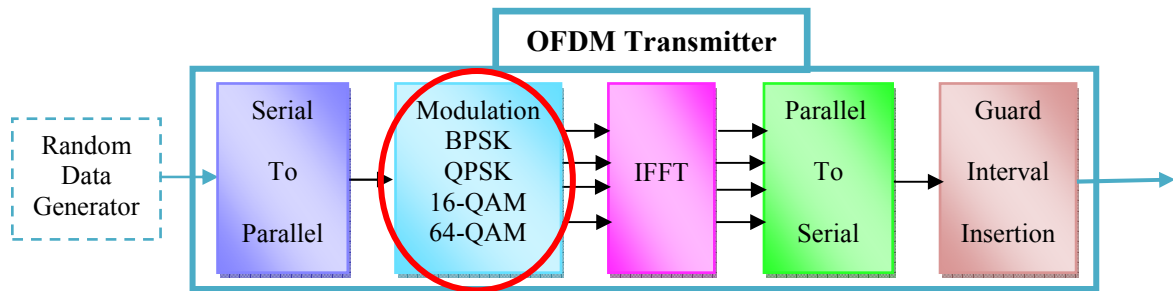 OFDM Transmitter
Random
Data
Generator
Serial
To
Parallel
Modulation
BPSK
QPSK
16-QAM
64-QAM
IFFT
Parallel
To
Serial
Guard
Interval
Insertion